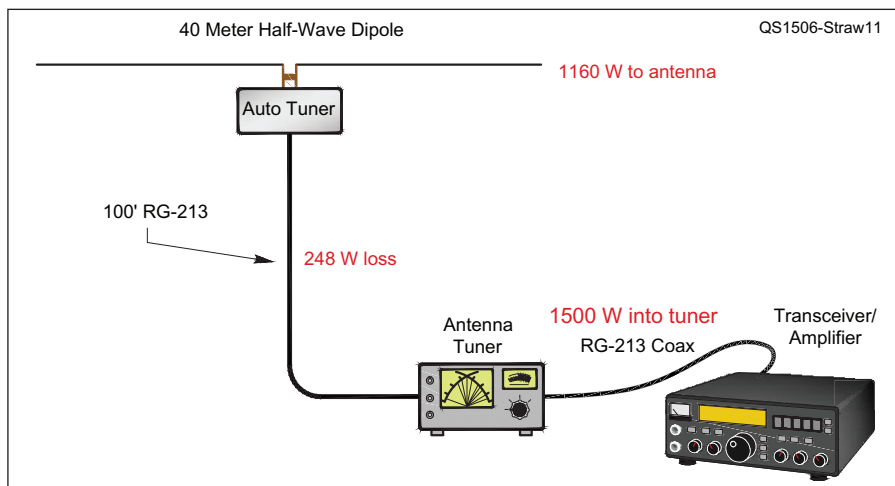 40 Meter Half-Wave Dipole
QS1506-Straw11
1160 W to antenna
Auto Tuner
100' RG-213
248 W loss
Antenna
Tuner
1500 W into tuner
RG-213 Coax
Transceiver/
Amplifier